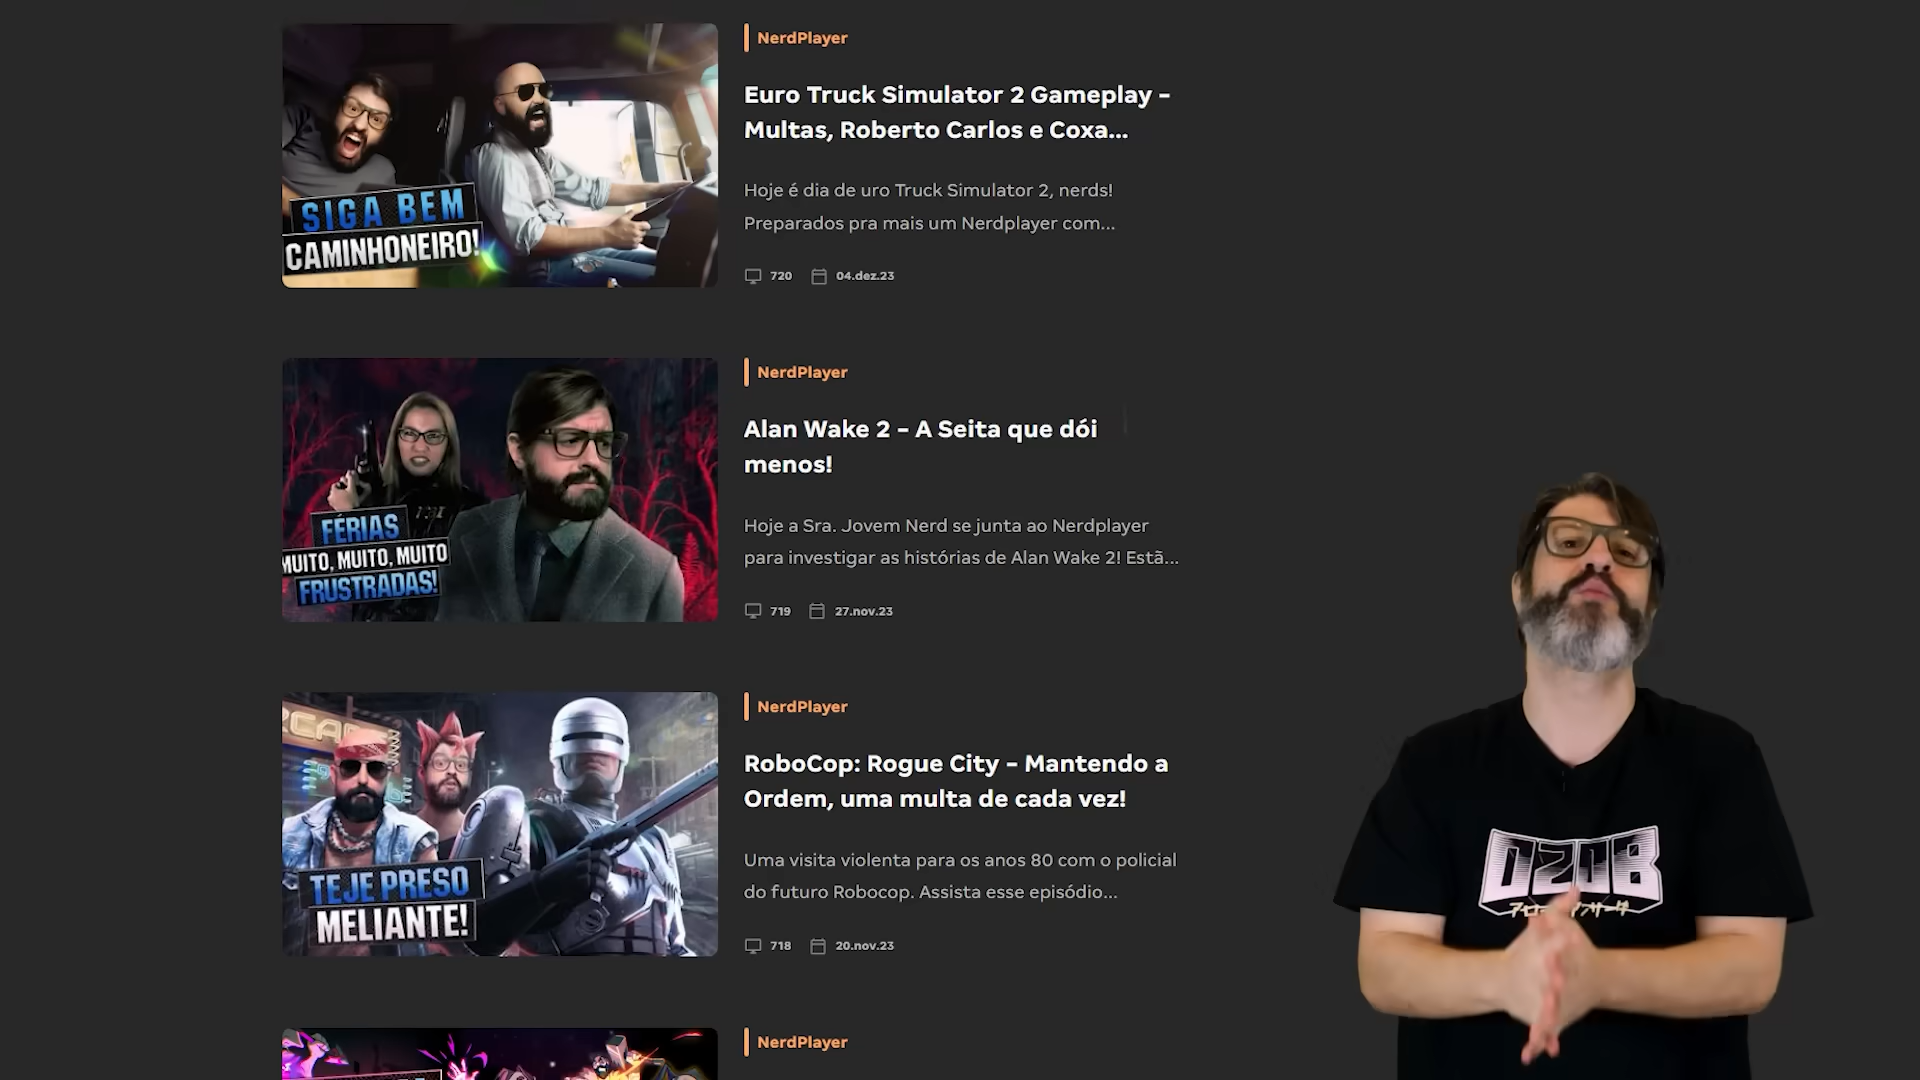 NerdPlayer
Euro Truck Simulator 2 Gameplay –
Multas, Roberto Carlos e Coxa...
Hoje é dia de uro Truck Simulator 2, nerds!
Preparados pra mais um Nerdplayer com...
720 04.dez.23
SIGA BEM
CAMINHONEIRO!
NerdPlayer
Alan Wake 2 – A Seita que dói
menos!
Hoje a Sra. Jovem Nerd se junta ao Nerdplayer
para investigar as histórias de Alan Wake 2! Estã...
719 27.nov.23
FÉRIAS
MUITO, MUITO, MUITO
FRUSTRADAS!
NerdPlayer
RoboCop: Rogue City – Mantendo a
Ordem, uma multa de cada vez!
Uma visita violenta para os anos 80 com o policial
do futuro Robocop. Assista esse episódio...
718 20.nov.23
TEJE PRESO
MELIANTE!
NerdPlayer
OZOB